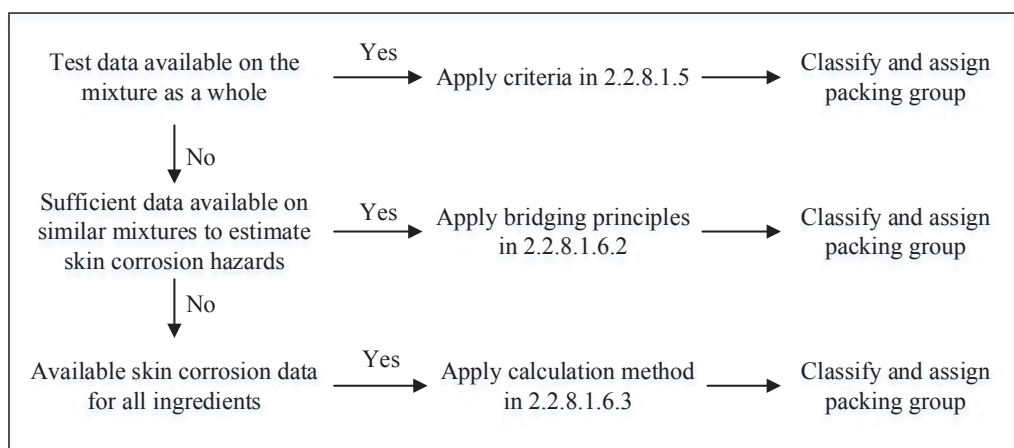 Test data available on the
mixture as a whole
Yes
Apply criteria in 2.2.8.1.5
Classify and assign
packing group
No
Sufficient data available on
similar mixtures to estimate
skin corrosion hazards
Yes
Apply bridging principles
in 2.2.8.1.6.2
Classify and assign
packing group
No
Available skin corrosion data
for all ingredients
Yes
Apply calculation method
in 2.2.8.1.6.3
Classify and assign
packing group